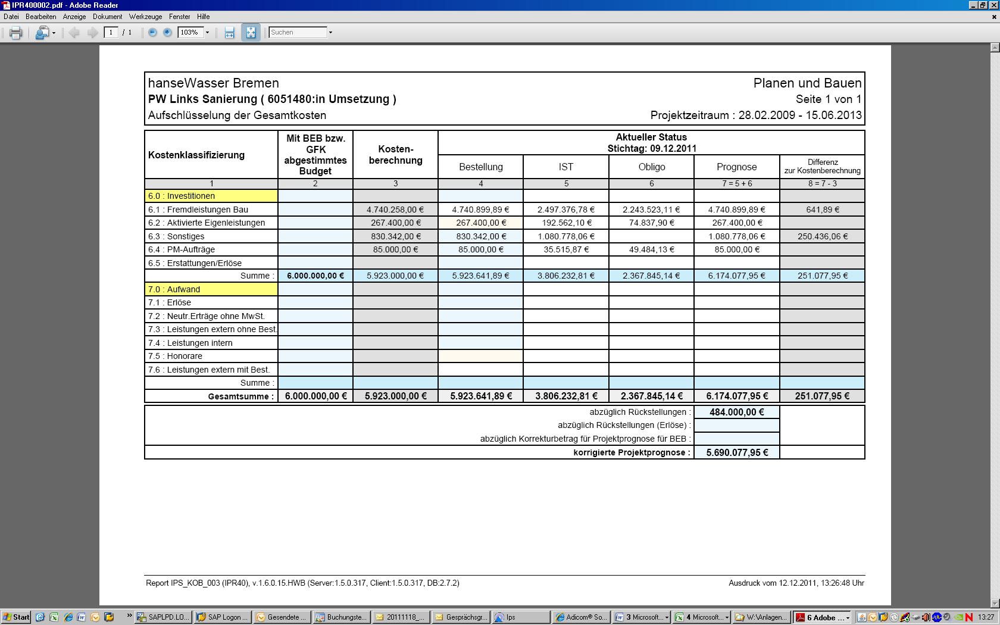 IPR400002.pdf - Adobe Reader
Datei Bearbeiten Anzeige Dokument Werkzeuge Fenster Hilfe
1 / 1 103% Suchen
hanseWasser Bremen Planen und Bauen
PW Links Sanierung ( 6051480:in Umsetzung ) Seite 1 von 1
Aufschlüsselung der Gesamtkosten Projektzeitraum : 28.02.2009 - 15.06.2013
Kostenklassifizierung
Mit BEB bzw.
GFK
abgestimmtes
Budget
Kosten-
berechnung
Aktueller Status
Stichtag: 09.12.2011
Bestellung IST Obligo Prognose Differenz
zur Kostenberechnung
1 2 3 4 5 6 7 = 5 + 6 8 = 7 - 3
6.0 : Investitionen
6.1 : Fremdleistungen Bau 4.740.258,00 € 4.740.899,89 € 2.497.376,78 € 2.243.523,11 € 4.740.899,89 € 641,89 €
6.2 : Aktivierte Eigenleistungen 267.400,00 € 267.400,00 € 192.562,10 € 74.837,90 € 267.400,00 €
6.3 : Sonstiges 830.342,00 € 830.342,00 € 1.080.778,06 € 1.080.778,06 € 250.436,06 €
6.4 : PM-Aufträge 85.000,00 € 85.000,00 € 35.515,87 € 49.484,13 € 85.000,00 €
6.5 : Erstattungen/Erlöse
Summe : 6.000.000,00 € 5.923.000,00 € 5.923.641,89 € 3.806.232,81 € 2.367.845,14 € 6.174.077,95 € 251.077,95 €
7.0 : Aufwand
7.1 : Erlöse
7.2 : Neutr.Erträge ohne MwSt.
7.3 : Leistungen extern ohne Best.
7.4 : Leistungen intern
7.5 : Honorare
7.6 : Leistungen extern mit Best.
Summe :
Gesamtsumme : 6.000.000,00 € 5.923.000,00 € 5.923.641,89 € 3.806.232,81 € 2.367.845,14 € 6.174.077,95 € 251.077,95 €
abzüglich Rückstellungen : 484.000,00 €
abzüglich Rückstellungen (Erlöse) :
abzüglich Korrekturbetrag für Projektprognose für BEB :
korrigierte Projektprognose : 5.690.077,95 €
Report IPS_KOB_003 (IPR40), v.1.6.0.15.HWB (Server:1.5.0.317, Client:1.5.0.317, DB:2.7.2) Ausdruck vom 12.12.2011, 13:26:48 Uhr
Start » SAPLPD.LO... SAP Logon ... Gesendete ... Buchungste... 20111118_... Gesprächsgr... Ips Adicom® So... 3 Microsoft... 4 Microsoft... W:\Anlagen... 6 Adobe ... 13:27